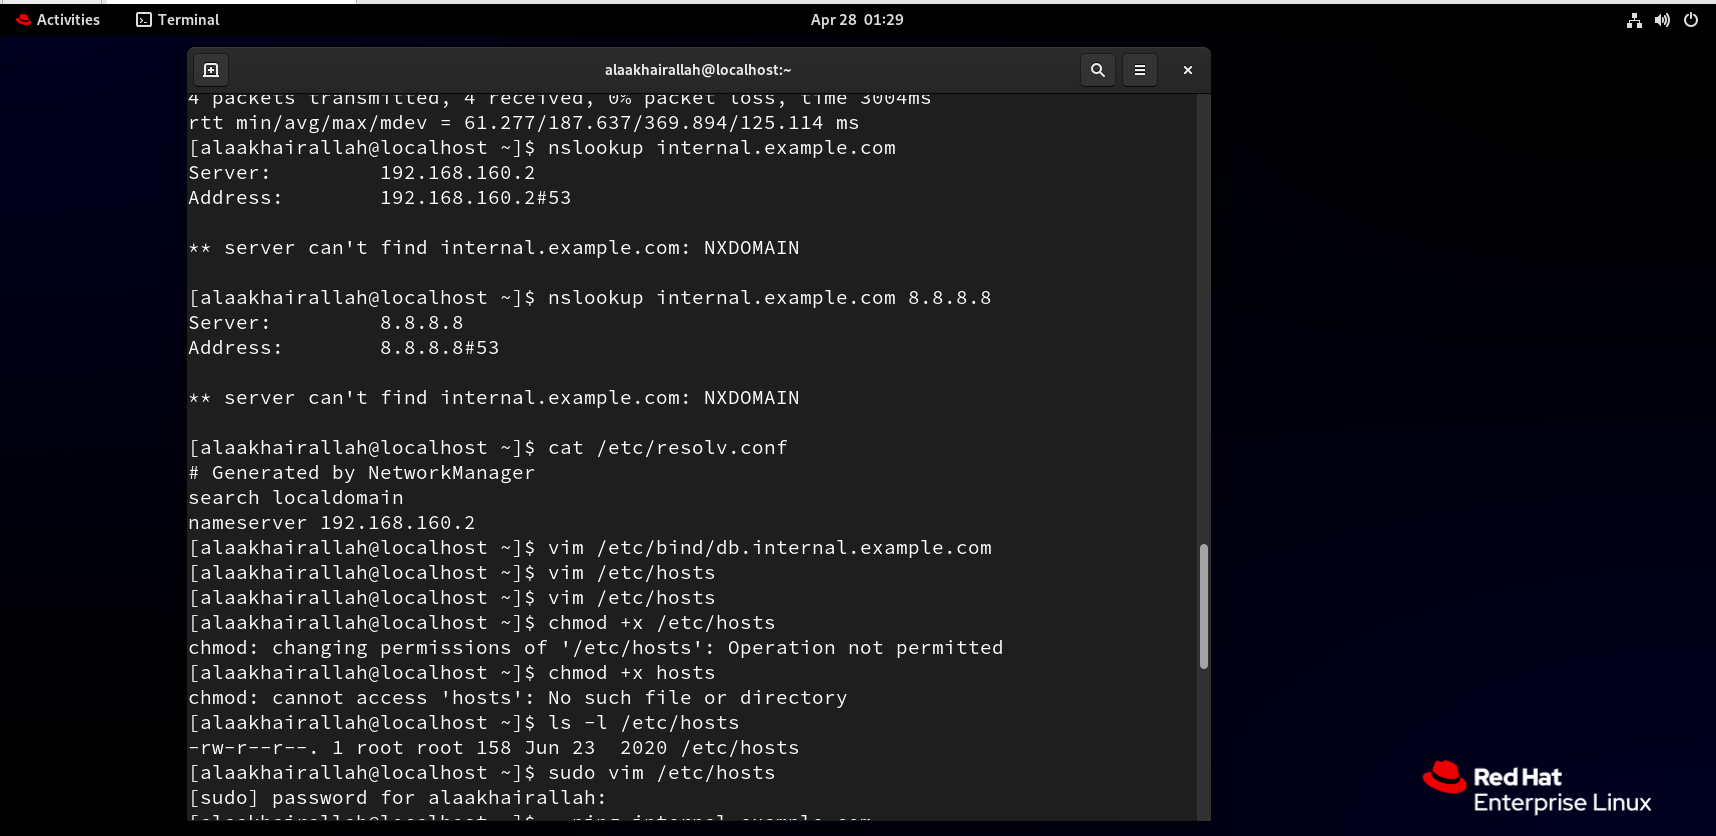 Activities
Terminal
Apr 28 01:29
alaakhairallah@localhost:~
4 packets transmitted, 4 received, 0% packet loss, time 3004ms
rtt min/avg/max/mdev = 61.277/187.637/369.894/125.114 ms
[alaakhairallah@localhost ~]$ nslookup internal.example.com
Server:         192.168.160.2
Address:        192.168.160.2#53
** server can't find internal.example.com: NXDOMAIN
[alaakhairallah@localhost ~]$ nslookup internal.example.com 8.8.8.8
Server:         8.8.8.8
Address:        8.8.8.8#53
** server can't find internal.example.com: NXDOMAIN
[alaakhairallah@localhost ~]$ cat /etc/resolv.conf
# Generated by NetworkManager
search localdomain
nameserver 192.168.160.2
[alaakhairallah@localhost ~]$ vim /etc/bind/db.internal.example.com
[alaakhairallah@localhost ~]$ vim /etc/hosts
[alaakhairallah@localhost ~]$ vim /etc/hosts
[alaakhairallah@localhost ~]$ chmod +x /etc/hosts
chmod: changing permissions of '/etc/hosts': Operation not permitted
[alaakhairallah@localhost ~]$ chmod +x hosts
chmod: cannot access 'hosts': No such file or directory
[alaakhairallah@localhost ~]$ ls -l /etc/hosts
-rw-r--r--. 1 root root 158 Jun 23  2020 /etc/hosts
[alaakhairallah@localhost ~]$ sudo vim /etc/hosts
[sudo] password for alaakhairallah:
[alaakhairallah@localhost ~]$   ping internal.example.com
Red Hat
Enterprise Linux